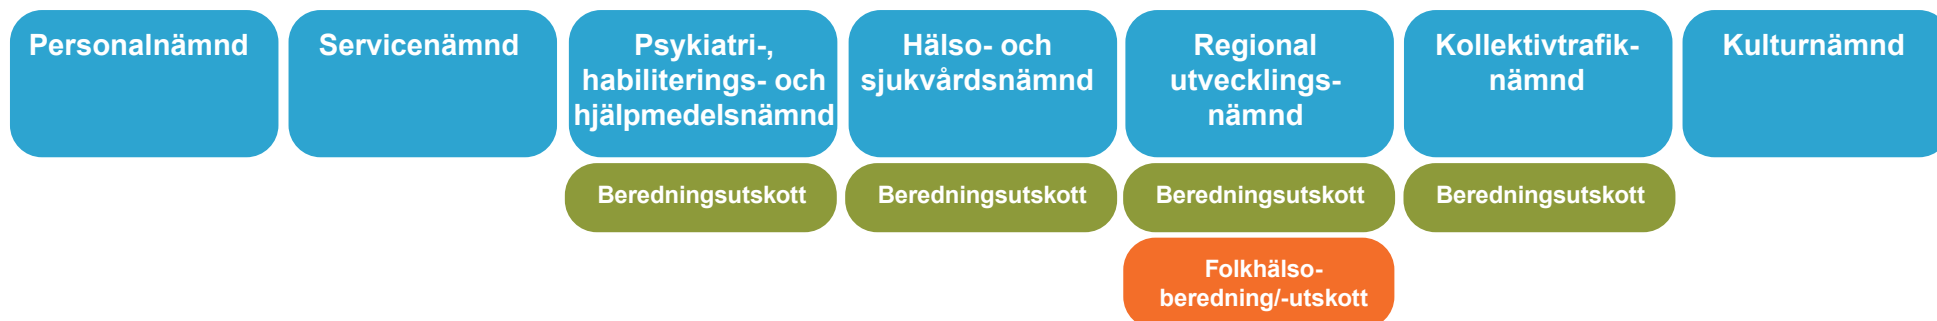 Personalnämnd
Servicenämnd
Psykiatri-,
habiliterings- och
hjälpmedelsnämnd
Hälso- och
sjukvårdsnämnd
Regional
utvecklings-
nämnd
Kollektivtrafik-
nämnd
Kulturnämnd
Beredningsutskott
Beredningsutskott
Beredningsutskott
Beredningsutskott
Folkhälso-
beredning/-utskott